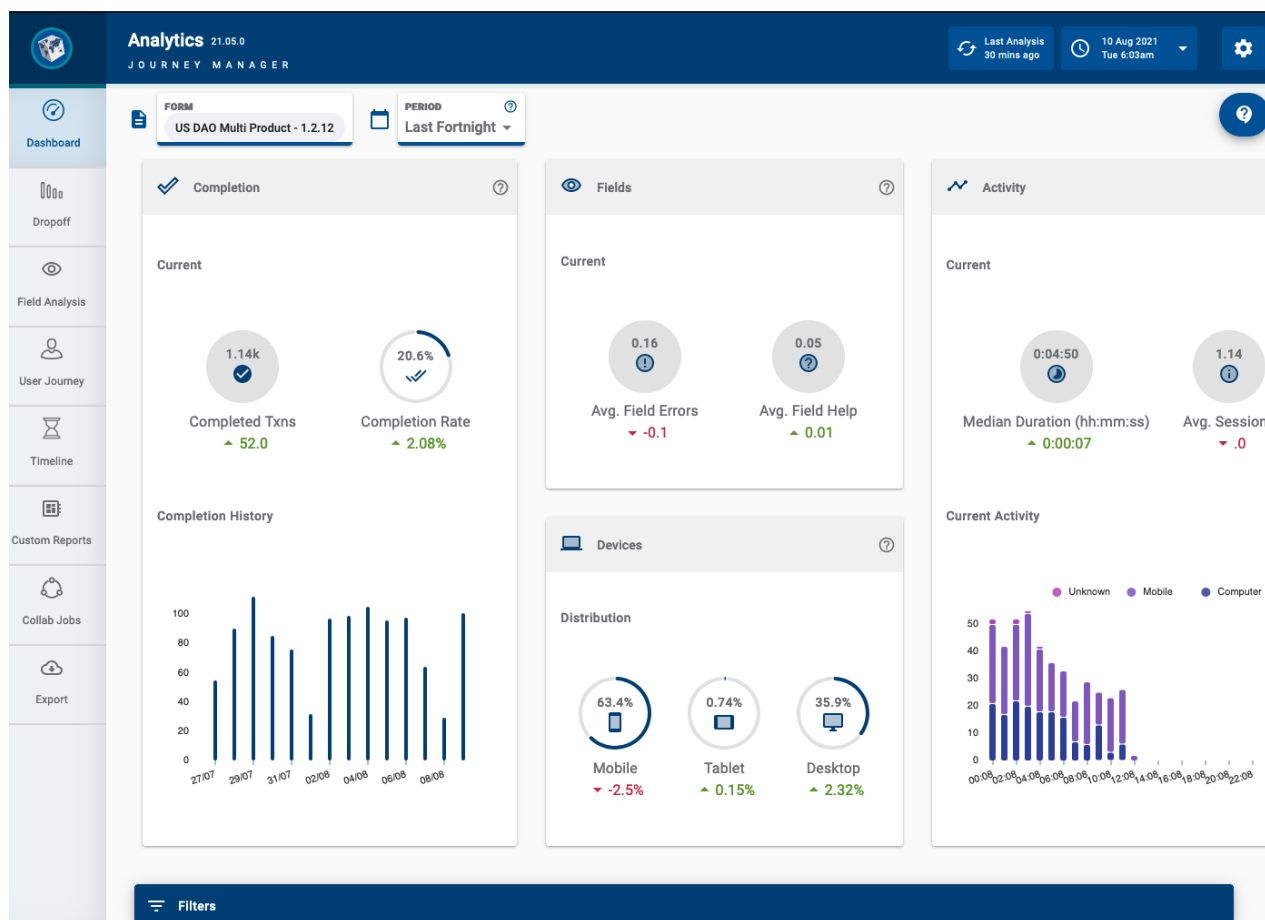 Analytics 21.05.0
JOURNEY MANAGER
Last Analysis
30 mins ago
10 Aug 2021
Tue 6:03am
Dashboard
Dropoff
Field Analysis
User Journey
Timeline
Custom Reports
Collab Jobs
Export
FORM
US DAO Multi Product - 1.2.12
PERIOD
Last Fortnight
Completion
Current
1.14k
Completed Txns
52.0
20.6%
Completion Rate
2.08%
Completion History
100
80
60
40
20
0
27/07 29/07 31/07 02/08 04/08 06/08 08/08
Fields
Current
0.16
Avg. Field Errors
-0.1
0.05
Avg. Field Help
0.01
Devices
Distribution
63.4%
Mobile
-2.5%
0.74%
Tablet
0.15%
35.9%
Desktop
2.32%
Activity
Current
0:04:50
Median Duration (hh:mm:ss)
0:00:07
1.14
Avg. Session
.0
Current Activity
Unknown Mobile Computer
50
40
30
20
10
0
00:08 02:08 04:08 06:08 08:08 10:08 12:08 14:08 16:08 18:08 20:08 22:08
Filters